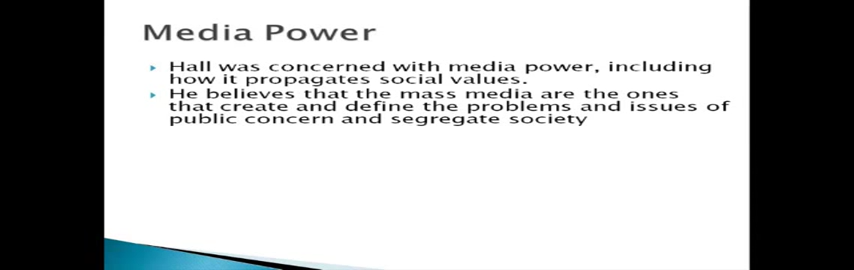 Media Power
Hall was concerned with media power, including
how it propagates social values.
He believes that the mass media are the ones
that create and define the problems and issues of
public concern and segregate society